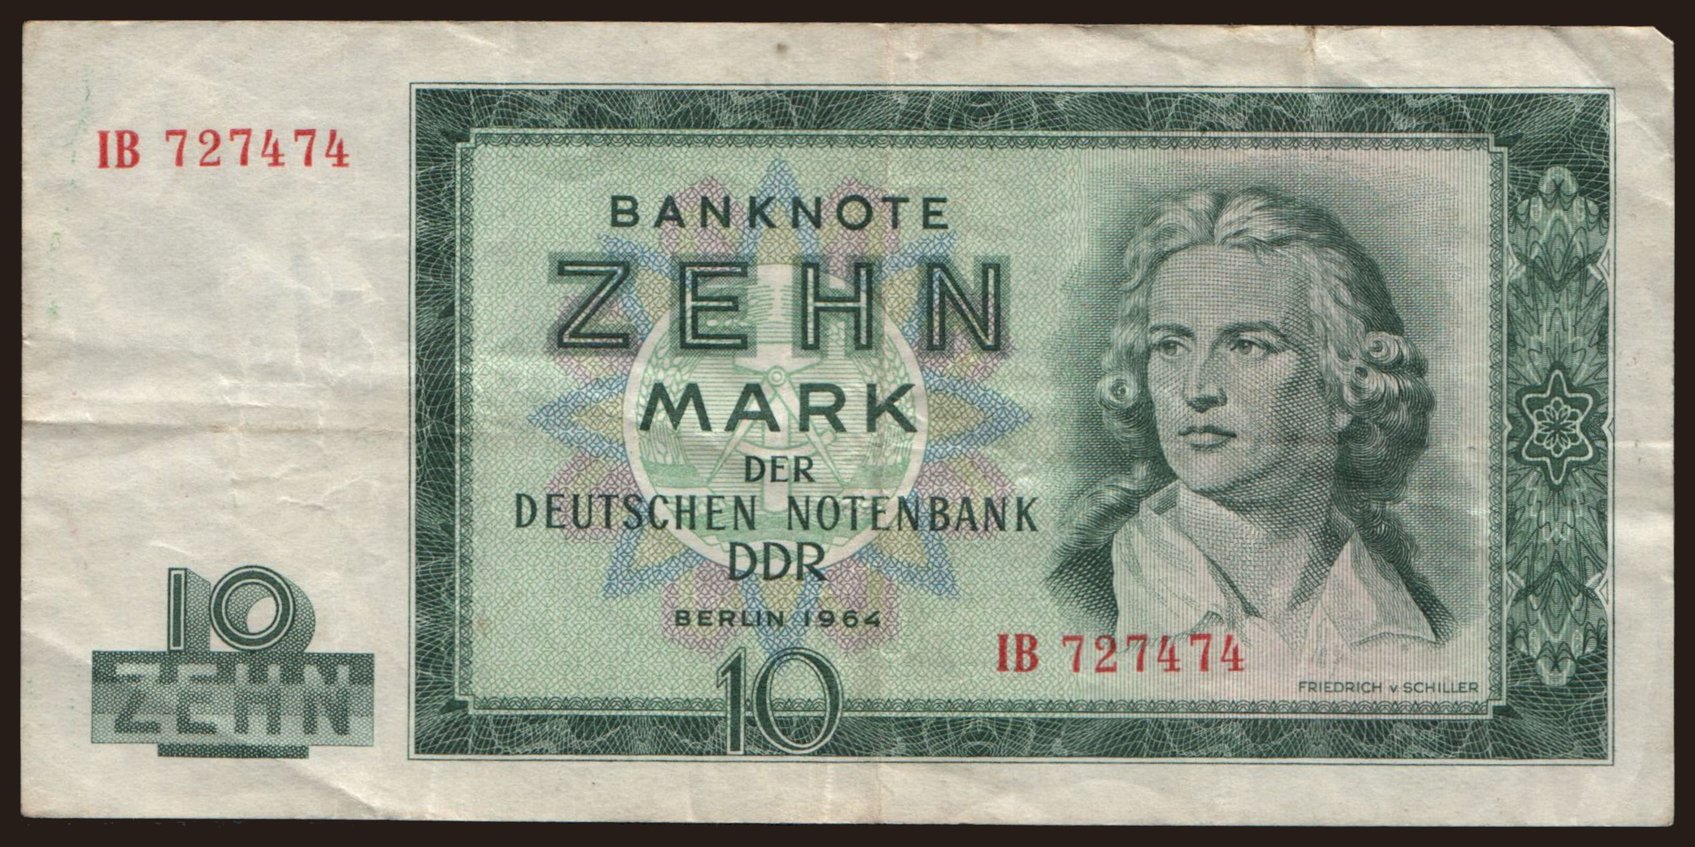 IB 727474
BANKNOTE
ZEHN
MARK
DER
DEUTSCHEN NOTENBANK
DDR
BERLIN 1964
IB 727474
FRIEDRICH v SCHILLER
10
10
ZEHN